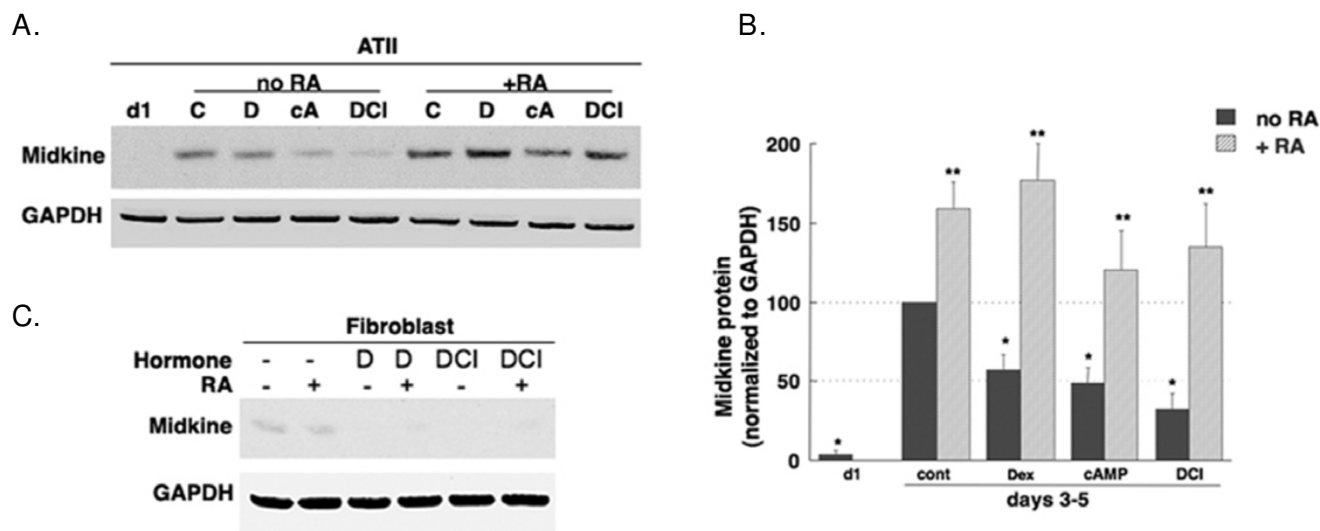 A.
ATII
no RA +RA
d1 C D cA DCI C D cA DCI
Midkine
GAPDH
B.
no RA
+ RA
Midkine protein
(normalized to GAPDH)
200
150
100
50
0
* ** * ** * ** * **
d1 cont Dex cAMP DCI
days 3-5
C.
Fibroblast
Hormone - - D D DCI DCI
RA - + - + - +
Midkine
GAPDH